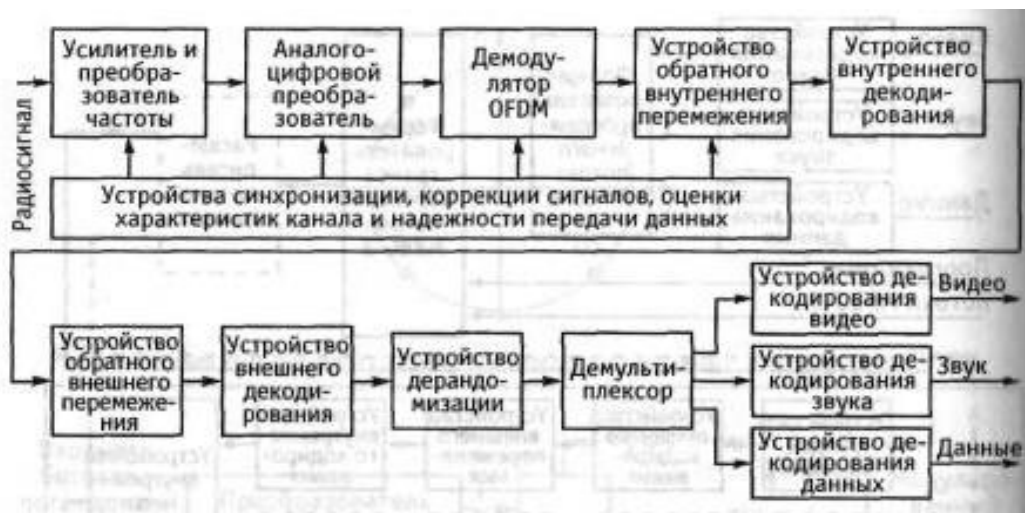 Усилитель и
преобра-
зователь
частоты
Аналого-
цифровой
преобра-
зователь
Демоду-
лятор
OFDM
Устройство
обратного
внутреннего
перемежения
Устройство
внутреннего
декоди-
рования
Радиосигнал
Устройства синхронизации, коррекции сигналов, оценки
характеристик канала и надежности передачи данных
Устройство
обратного
внешнего
перемеже-
ния
Устройство
внешнего
декоди-
рования
Устройство
дерандо-
мизации
Демульти-
плексор
Устройство де-
кодирования
видео
Видео
Устройство де-
кодирования
звука
Звук
Устройство де-
кодирования
данных
Данные